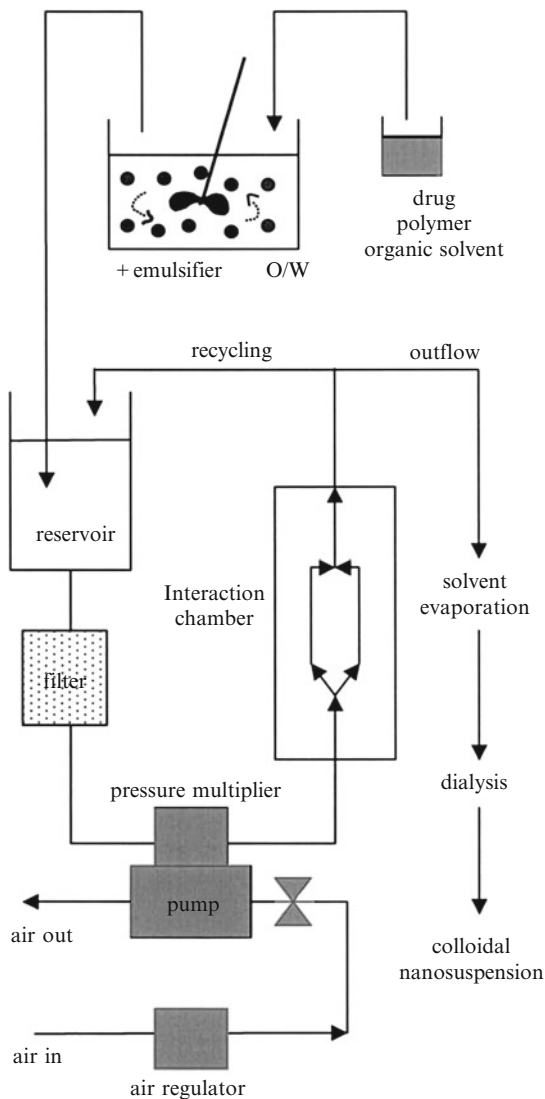 drug
polymer
organic solvent
+ emulsifier
O/W
recycling
outflow
reservoir
Interaction
chamber
solvent
evaporation
filter
dialysis
pressure multiplier
pump
air out
colloidal
nanosuspension
air in
air regulator